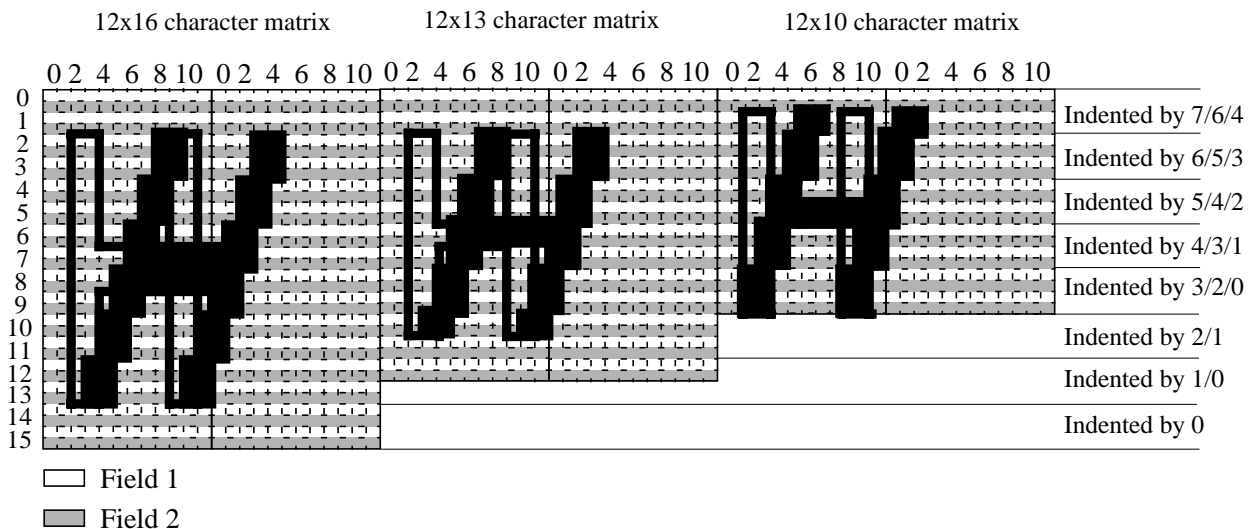 12x16 character matrix 12x13 character matrix 12x10 character matrix
0 2 4 6 8 10 0 2 4 6 8 10 0 2 4 6 8 10 0 2 4 6 8 10 0 2 4 6 8 10 0 2 4 6 8 10
0
1 Indented by 7/6/4
2
3 Indented by 6/5/3
4
5 Indented by 5/4/2
6
7 Indented by 4/3/1
8
9 Indented by 3/2/0
10
11 Indented by 2/1
12
13 Indented by 1/0
14
15 Indented by 0
Field 1
Field 2